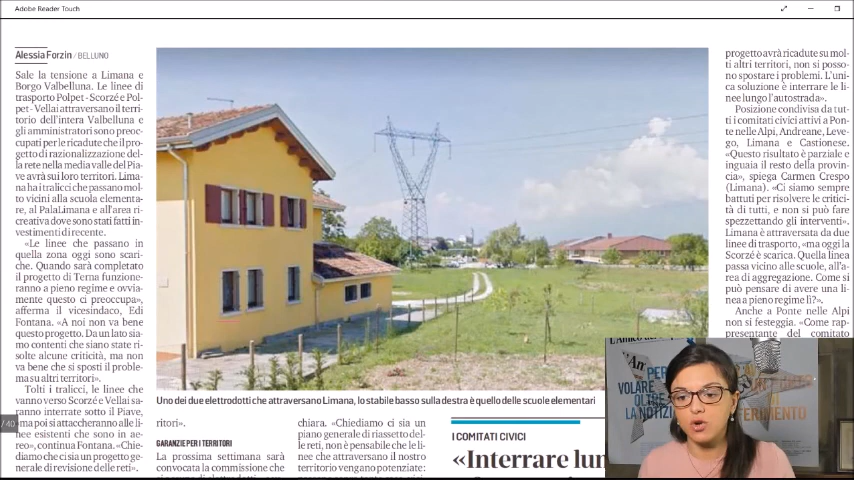 Adobe Reader Touch
Alessia Forzin / BELLUNO
Sale la tensione a Limana e
Borgo Valbelluna. Le linee di
trasporto Polpet - Scorzé e Pol-
pet - Vellai attraversano il terri-
torio dell'intera Valbelluna e
gli amministratori sono preoc-
cupati per le ricadute che il pro-
getto di razionalizzazione del-
la rete nella media valle del Pia-
ve avrà sui loro territori. Lima-
na ha i tralicci che passano mol-
to vicini alla scuola elementa-
re, al PalaLimana e all'area ri-
creativa dove sono stati fatti in-
vestimenti di recente.
«Le linee che passano in
quella zona oggi sono scari-
che. Quando sarà completato
il progetto di Terna funzione-
ranno a pieno regime e ovvia-
mente questo ci preoccupa»,
afferma il vicesindaco, Edi
Fontana. «A noi non va bene
questo progetto. Da un lato sia-
mo contenti che siano state ri-
solte alcune criticità, ma non
va bene che si sposti il proble-
ma su altri territori».
Tolti i tralicci, le linee che
vanno verso Scorzé e Vellai sa-
ranno interrate sotto il Piave,
ma poi si attaccheranno alle li-
nee esistenti che sono in ae-
reo», continua Fontana. «Chie-
diamo che ci sia un progetto ge-
nerale di revisione delle reti».
/ 40
Uno dei due elettrodotti che attraversano Limana, lo stabile basso sulla destra è quello delle scuole elementari
ritori».
GARANZIE PER I TERRITORI
La prossima settimana sarà
convocata la commissione che
chiara. «Chiediamo ci sia un
piano generale di riassetto del-
le reti, non è pensabile che le li-
nee che attraversano il nostro
territorio vengano potenziate:
I COMITATI CIVICI
«Interrare
progetto avrà ricadute su mol-
ti altri territori, non si posso-
no spostare i problemi. L'uni-
ca soluzione è interrare le li-
nee lungo l'autostrada».
Posizione condivisa da tut-
ti i comitati civici attivi a Pon-
te nelle Alpi, Andreane, Leve-
go, Limana e Castionese.
«Questo risultato è parziale e
inguaia il resto della provin-
cia», spiega Carmen Crespo
(Limana). «Ci siamo sempre
battuti per risolvere le criticità
di tutti, e non si può fare
spezzettando gli interventi».
Limana è attraversata da due
linee di trasporto, «ma oggi la
Scorzé è scarica. Quella linea
passa vicino alle scuole, all'a-
rea di aggregazione. Come si
può pensare di avere una li-
nea a pieno regime lì?».
Anche a Ponte nelle Alpi
non si festeggia. «Come rap-
presentante del comitato
VOLARE
OLTRE
LA NOTIZI